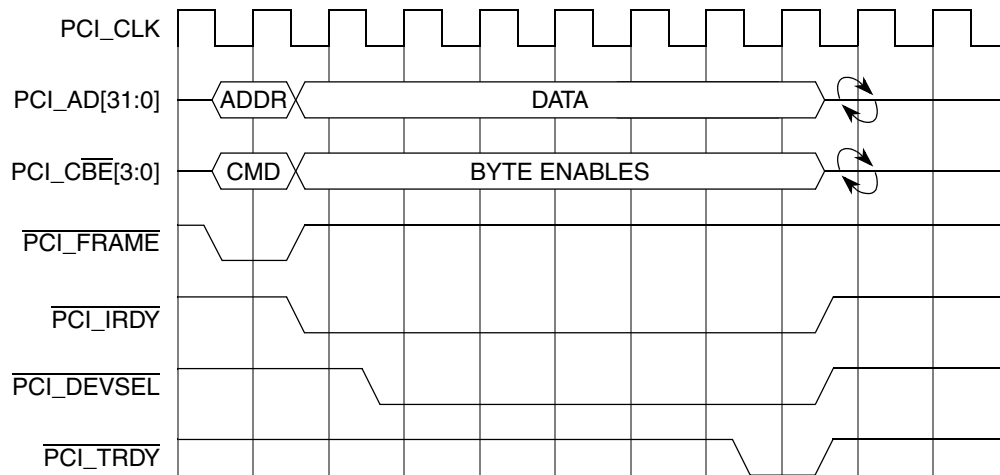 PCI_CLK
PCI_AD[31:0] ADDR DATA
PCI_CBE[3:0] CMD BYTE ENABLES
PCI_FRAME
PCI_IRDY
PCI_DEVSEL
PCI_TRDY